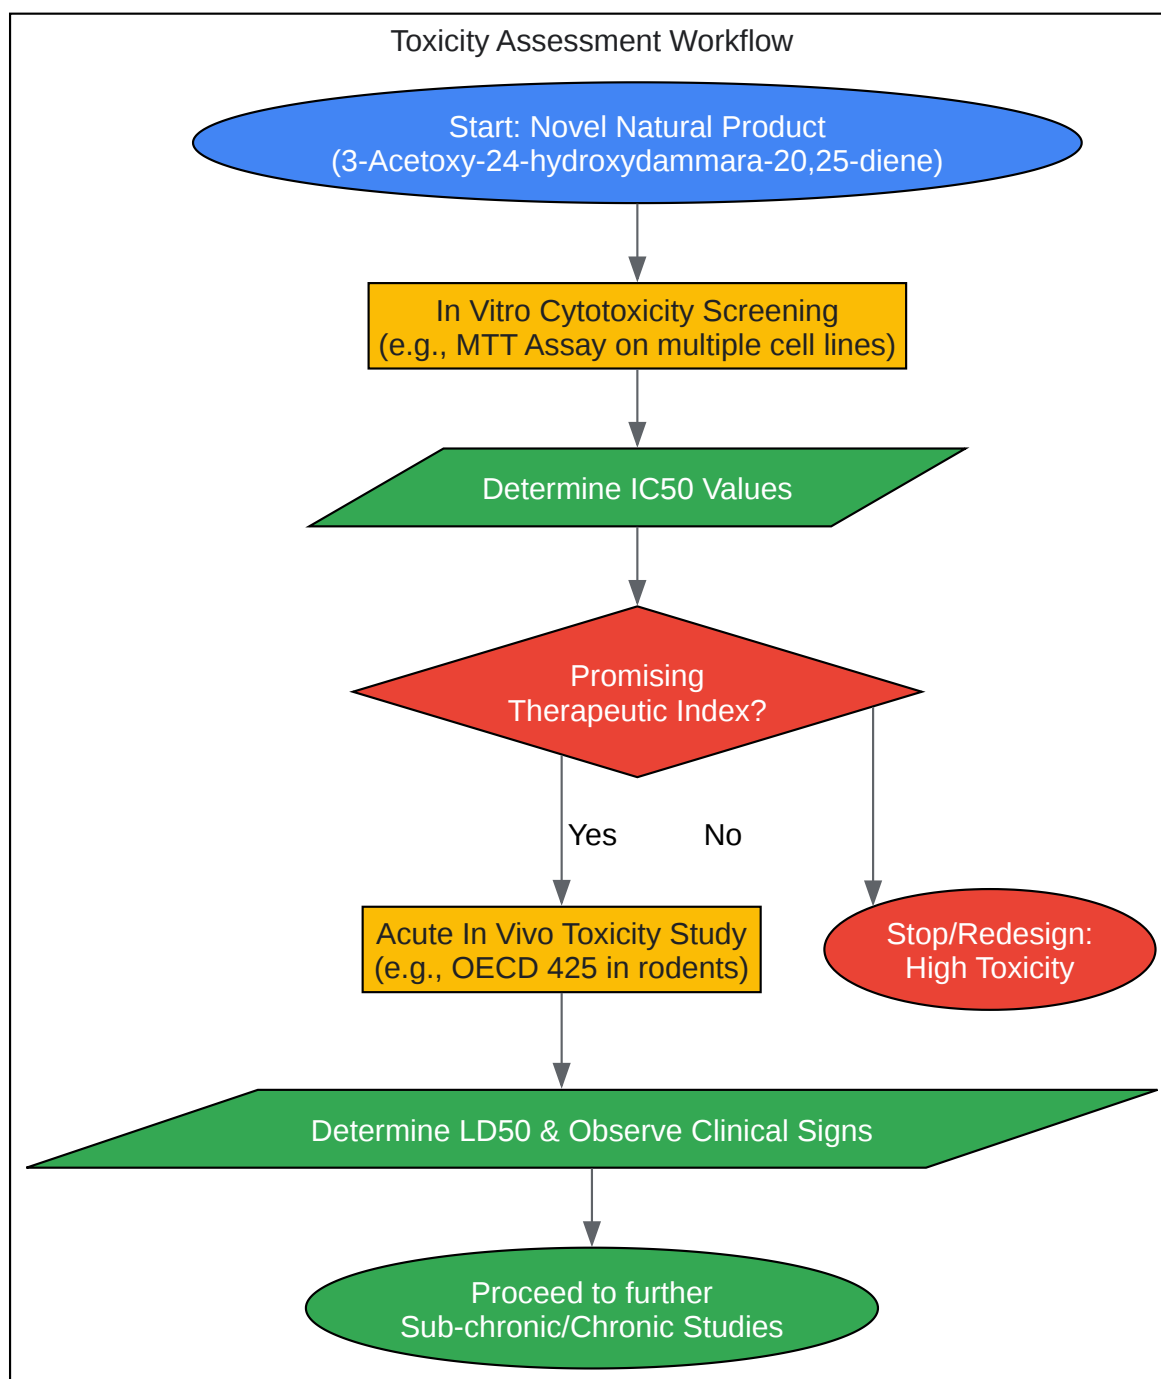 Toxicity Assessment Workflow
Start: Novel Natural Product
(3-Acetoxy-24-hydroxydammara-20,25-diene)
In Vitro Cytotoxicity Screening
(e.g., MTT Assay on multiple cell lines)
Determine IC50 Values
Promising
Therapeutic Index?
Yes
No
Acute In Vivo Toxicity Study
(e.g., OECD 425 in rodents)
Stop/Redesign:
High Toxicity
Determine LD50 & Observe Clinical Signs
Proceed to further
Sub-chronic/Chronic Studies